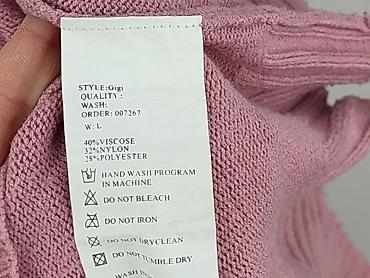 STYLE:Gigi
QUALITY :
WASH:
ORDER: 007267
W. L
40%VISCOSE
32%NYLON
28%POLYESTER
HAND WASH PROGRAM
IN MACHINE
DO NOT BLEACH
DO NOT IRON
DO NOT DRYCLEAN
DO NOT TUMBLE DRY
WASH